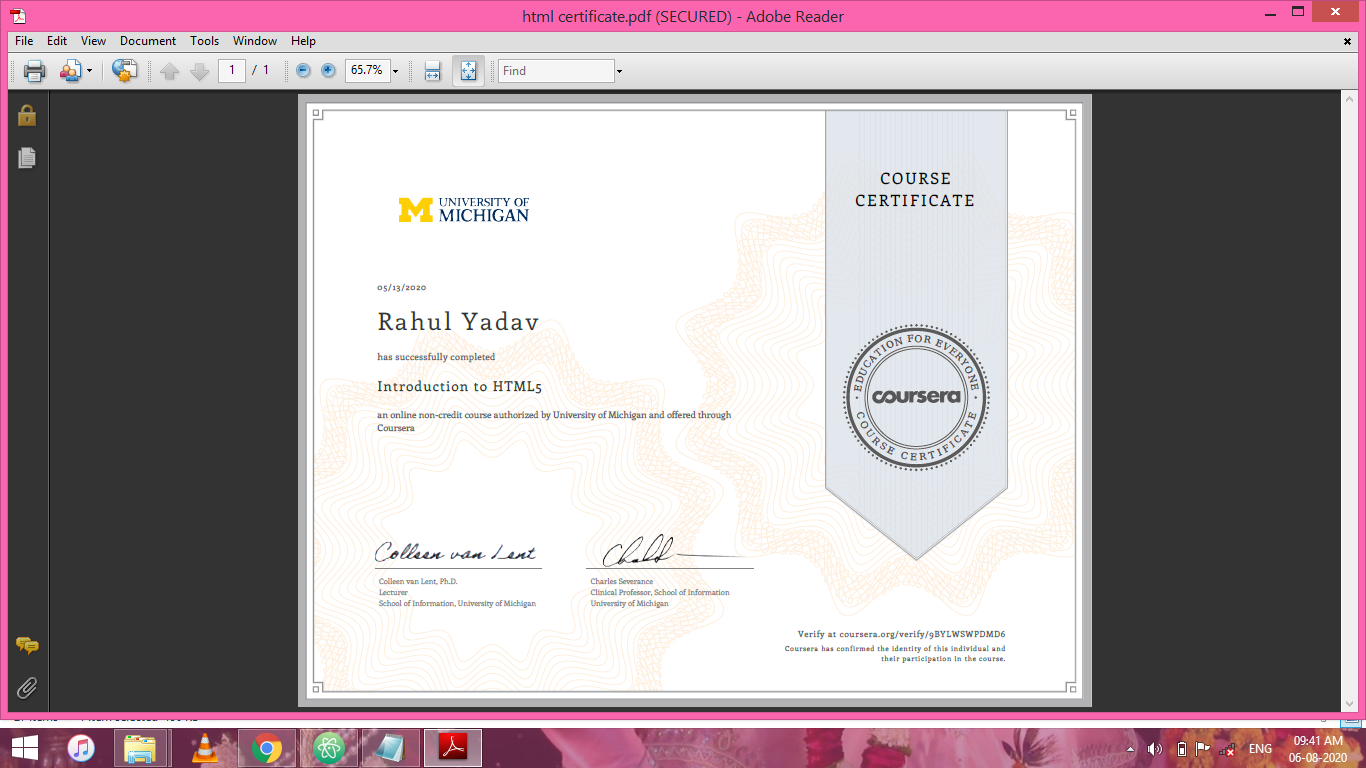 html certificate.pdf (SECURED) - Adobe Reader
File Edit View Document Tools Window Help
1 / 1 65.7% Find
COURSE
CERTIFICATE
UNIVERSITY OF
MICHIGAN
05/13/2020
Rahul Yadav
has successfully completed
Introduction to HTML5
an online non-credit course authorized by University of Michigan and offered through
Coursera
EDUCATION FOR EVERYONE
coursera
COURSE CERTIFICATE
Colleen van Lent
Colleen van Lent, Ph.D.
Lecturer
School of Information, University of Michigan
Charles Severance
Clinical Professor, School of Information
University of Michigan
Verify at coursera.org/verify/9BYLWSWPDMD6
Coursera has confirmed the identity of this individual and
their participation in the course.
ENG
09:41 AM
06-08-2020